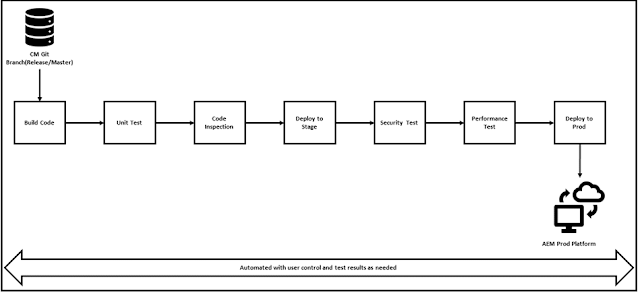 CM Git
Branch(Release/Master)
Build Code
Unit Test
Code
Inspection
Deploy to
Stage
Security Test
Performance
Test
Deploy to
Prod
AEM Prod Platform
Automated with user control and test results as needed